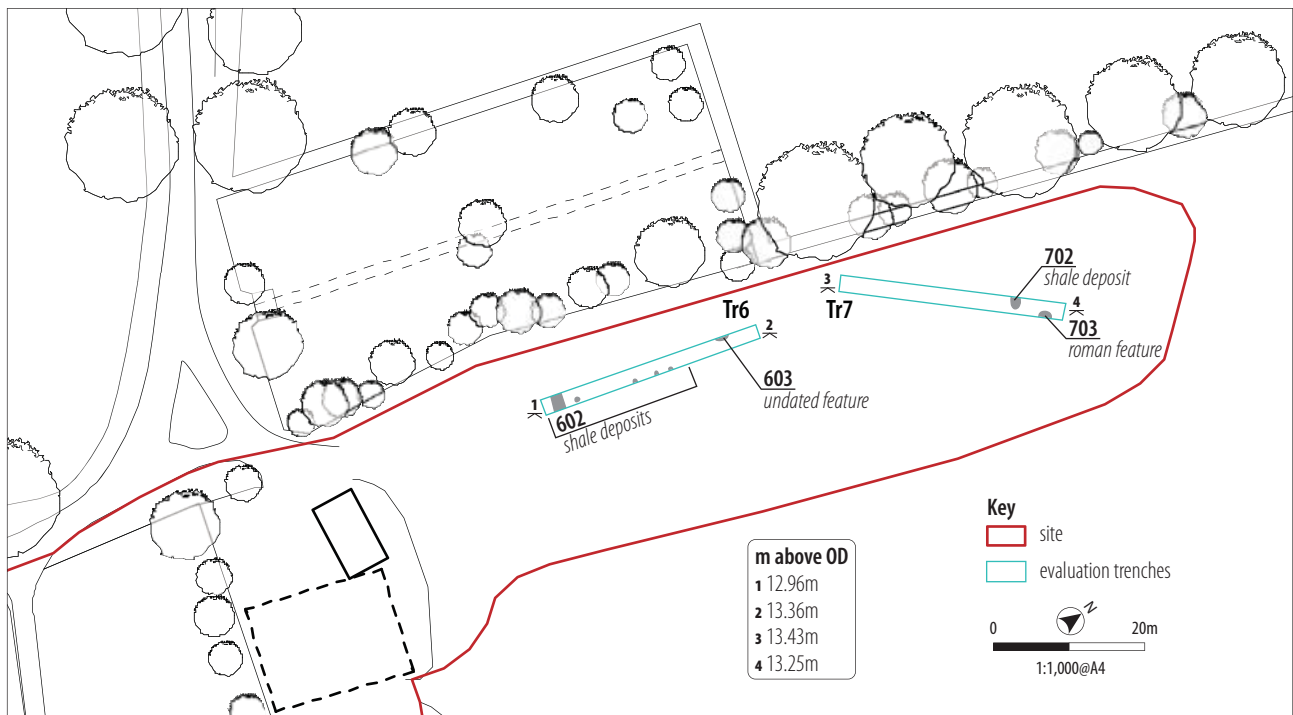 702
shale deposit
3
4
Tr7
703
roman feature
Tr6
2
603
undated feature
1
602
shale deposits
m above OD
1 12.96m
2 13.36m
3 13.43m
4 13.25m
Key
site
evaluation trenches
N
0 20m
1:1,000@A4